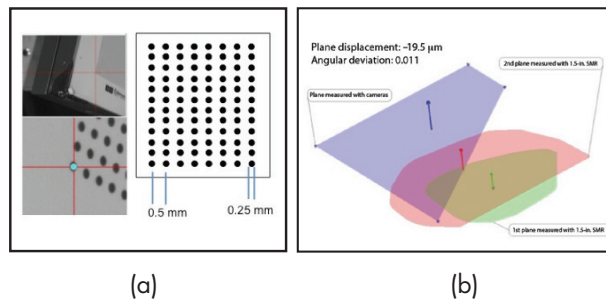 0.5 mm
0.25 mm
(a)
Plane displacement: –19.5 μm
Angular deviation: 0.011
2nd plane measured with 1.5-in. SMR
Plane measured with cameras
1st plane measured with 1.5-in. SMR
(b)